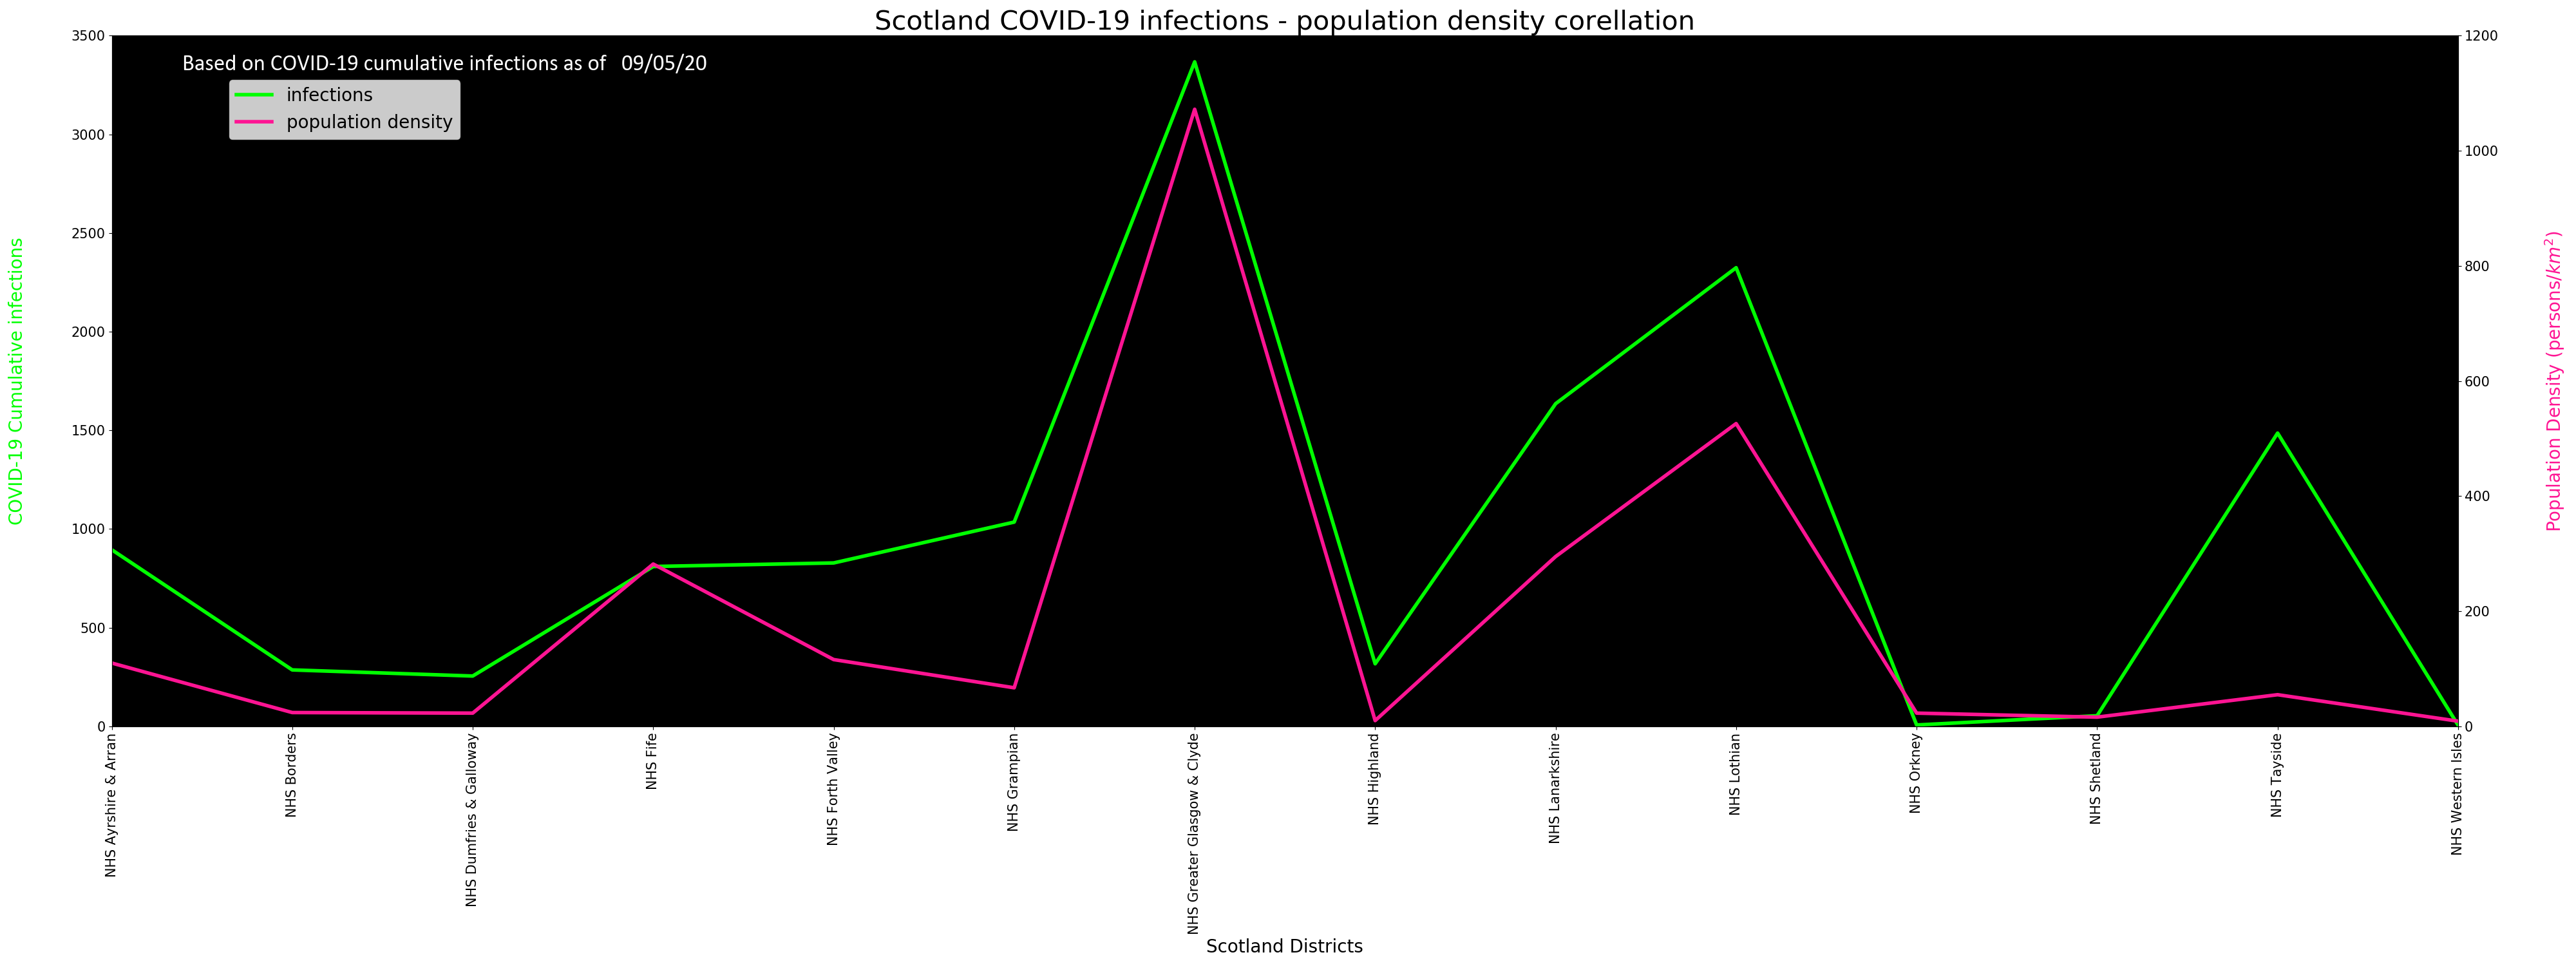 Scotland COVID-19 infections - population density corellation
Based on COVID-19 cumulative infections as of 09/05/20
infections
population density
3500
3000
2500
2000
1500
1000
500
0
COVID-19 Cumulative infections
1200
1000
800
600
400
200
0
Population Density (persons/km²)
NHS Ayrshire & Arran
NHS Borders
NHS Dumfries & Galloway
NHS Fife
NHS Forth Valley
NHS Grampian
NHS Greater Glasgow & Clyde
NHS Highland
NHS Lanarkshire
NHS Lothian
NHS Orkney
NHS Shetland
NHS Tayside
NHS Western Isles
Scotland Districts